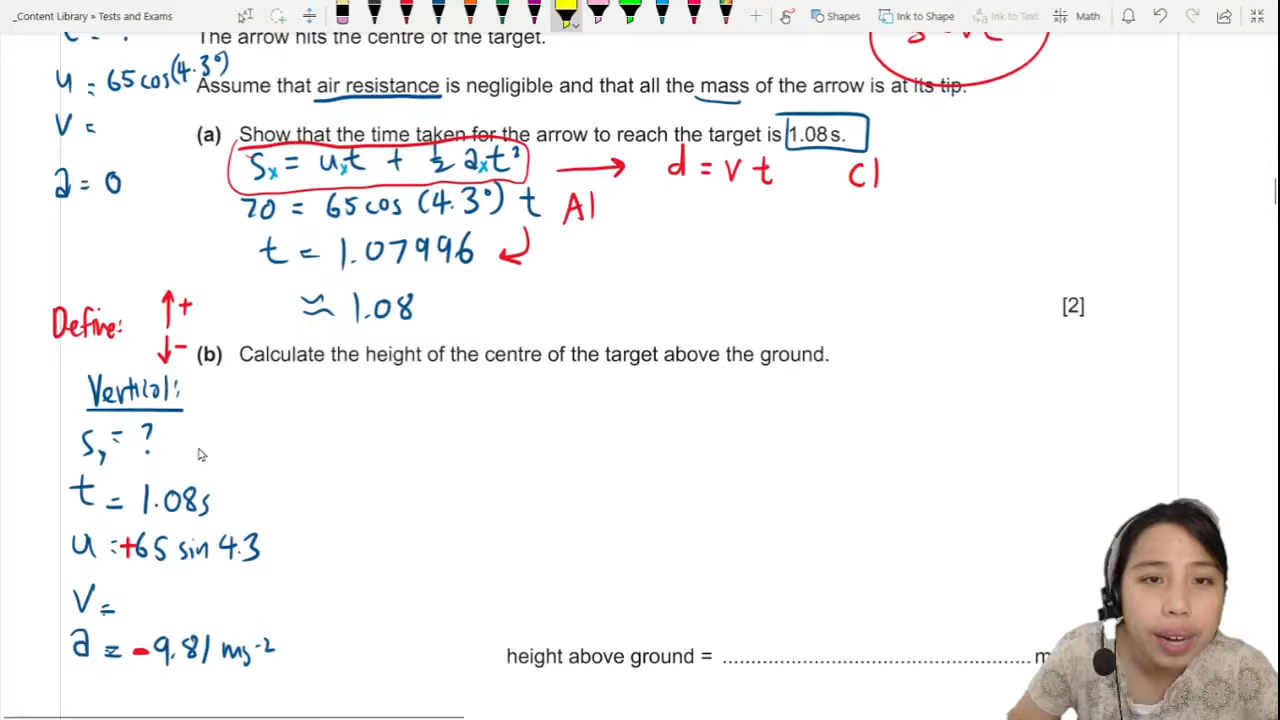 _Content Library » Tests and Exams
Shapes
Ink to Shape
Ink to Text
Math
The arrow hits the centre of the target.
u = 65cos(4.3°)
Assume that air resistance is negligible and that all the mass of the arrow is at its tip.
v =
(a) Show that the time taken for the arrow to reach the target is 1.08 s.
a = 0
Sx = uxt + ½ axt² → d = vt C1
70 = 65cos (4.3°) t A1
t = 1.07996
≈ 1.08
[2]
Define: ↑+
↓-
(b) Calculate the height of the centre of the target above the ground.
Vertical:
Sy = ?
t = 1.08s
u = +65 sin 4.3
v =
a = -9.81 ms-2
height above ground = ............................................... m